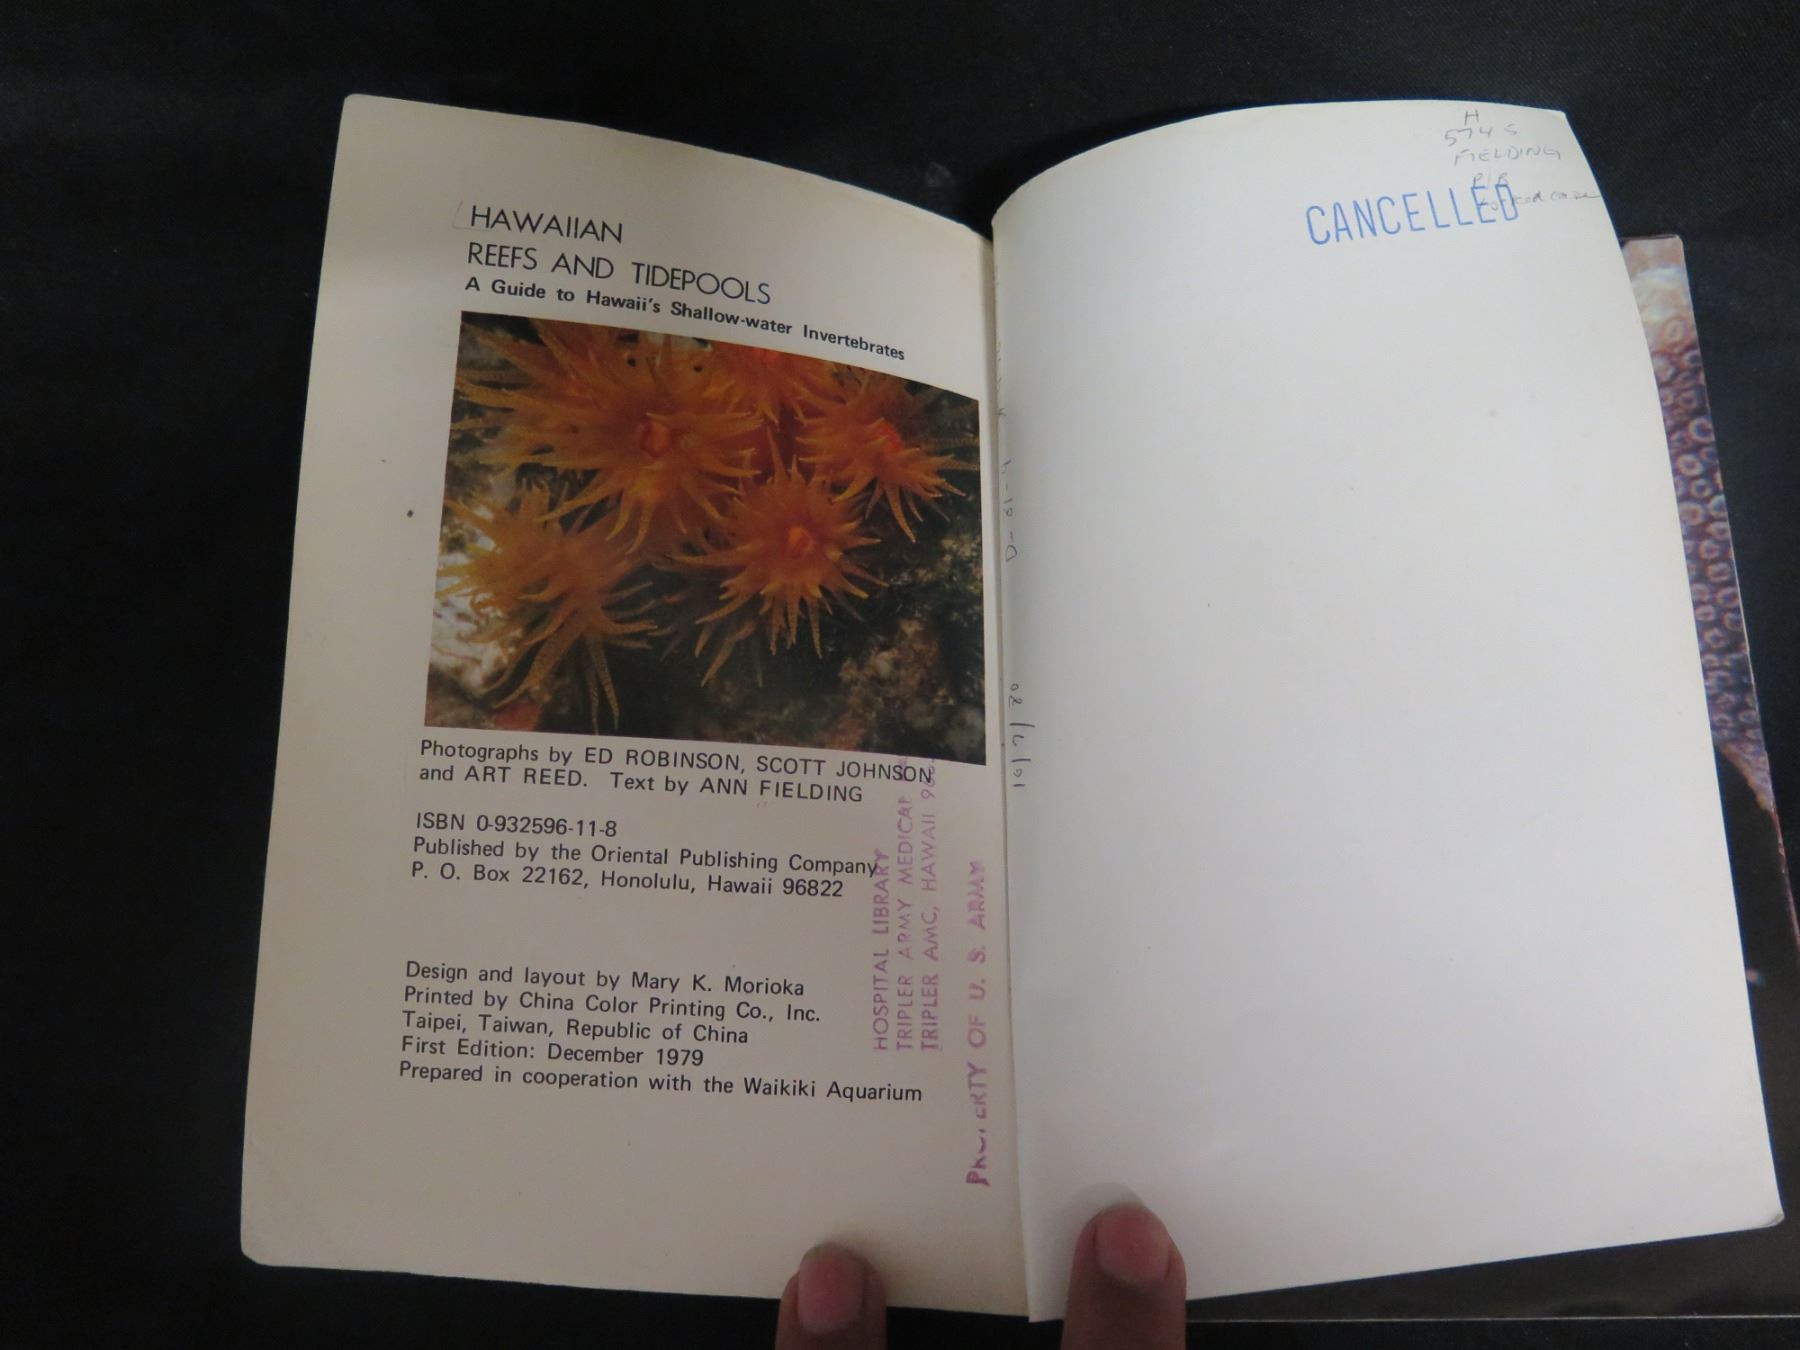 HAWAIIAN
REEFS AND TIDEPOOLS
A Guide to Hawaii's Shallow-water Invertebrates
Photographs by ED ROBINSON, SCOTT JOHNSON
and ART REED. Text by ANN FIELDING
ISBN 0-932596-11-8
Published by the Oriental Publishing Company
P. O. Box 22162, Honolulu, Hawaii 96822
Design and layout by Mary K. Morioka
Printed by China Color Printing Co., Inc.
Taipei, Taiwan, Republic of China
First Edition: December 1979
Prepared in cooperation with the Waikiki Aquarium
HOSPITAL LIBRARY
TRIPLER ARMY MEDICAL
TRIPLER AMC, HAWAII
PROPERTY OF U. S. ARMY
H
574 S
FIELDING
CANCELLED